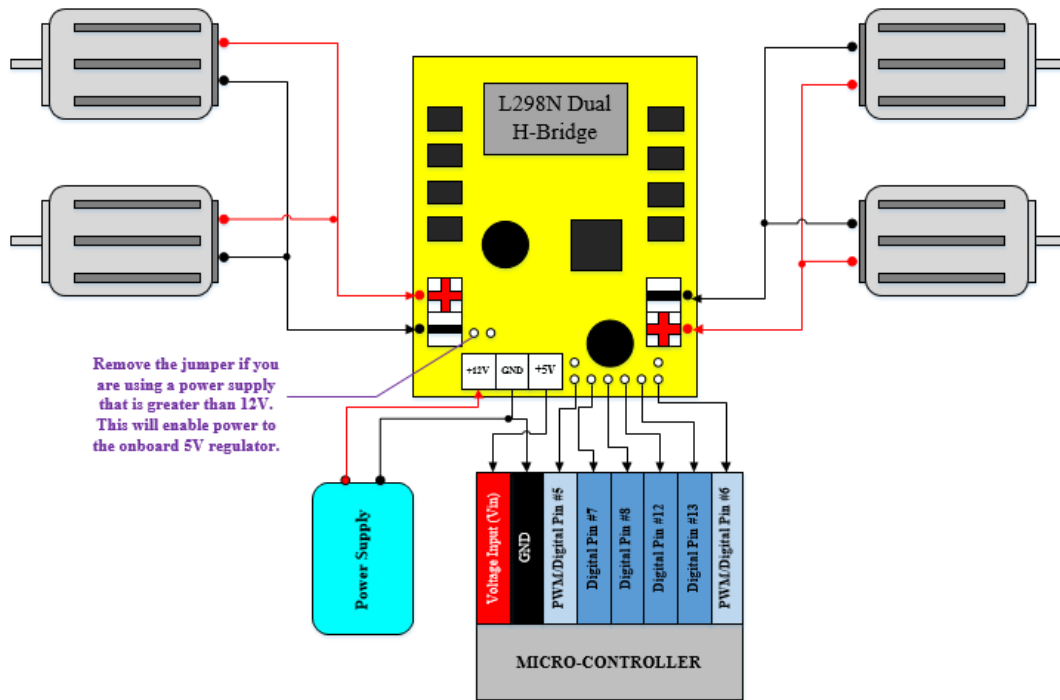 L298N Dual
H-Bridge
Remove the jumper if you
are using a power supply
that is greater than 12V.
This will enable power to
the onboard 5V regulator.
+12V
GND
+5V
Power Supply
Voltage Input (Vin)
GND
PWM/Digital Pin #5
Digital Pin #7
Digital Pin #8
Digital Pin #12
Digital Pin #13
PWM/Digital Pin #6
MICRO-CONTROLLER